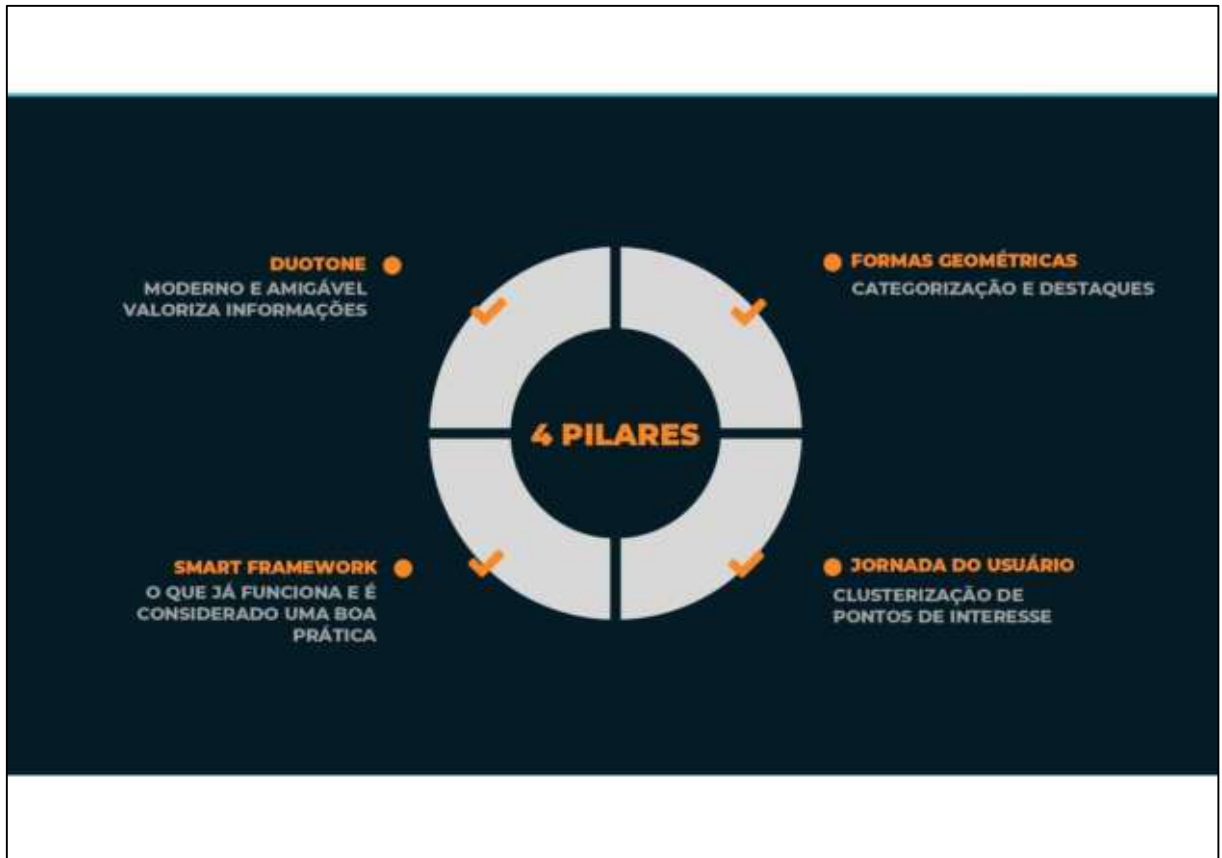 DUOTONE
MODERNO E AMIGÁVEL
VALORIZA INFORMAÇÕES
FORMAS GEOMÉTRICAS
CATEGORIZAÇÃO E DESTAQUES
4 PILARES
SMART FRAMEWORK
O QUE JÁ FUNCIONA E É
CONSIDERADO UMA BOA
PRÁTICA
JORNADA DO USUÁRIO
CLUSTERIZAÇÃO DE
PONTOS DE INTERESSE